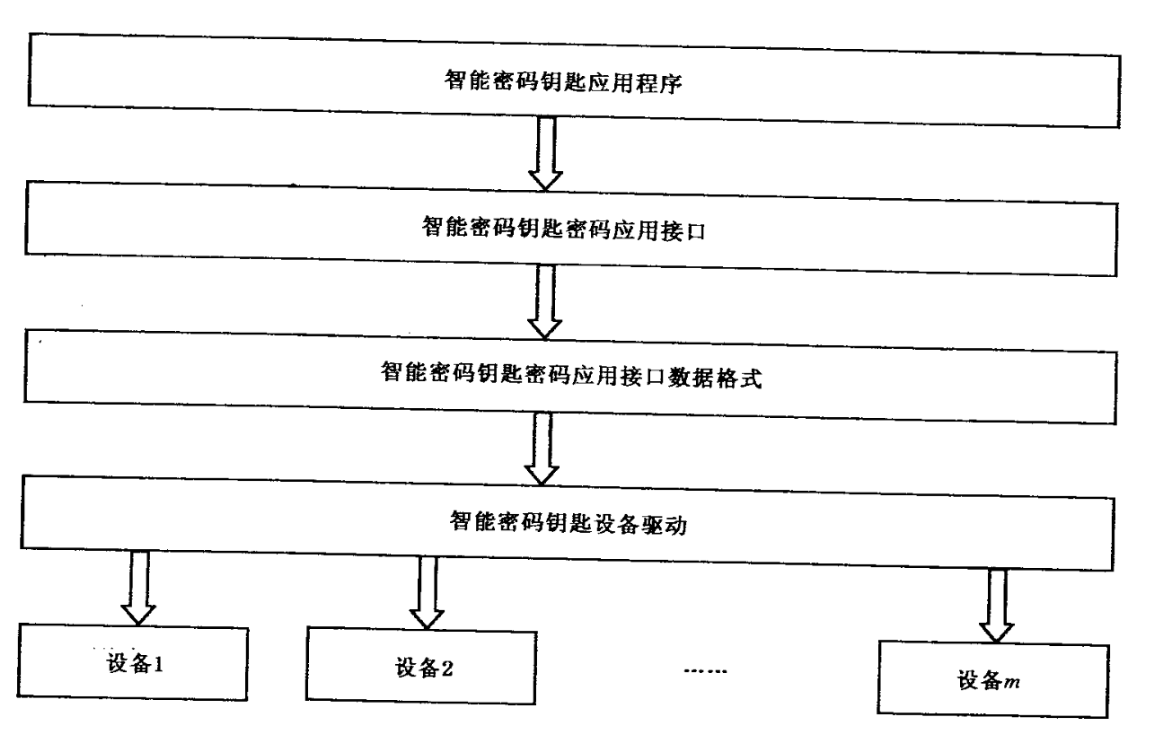 智能密码钥匙应用程序
智能密码钥匙密码应用接口
智能密码钥匙密码应用接口数据格式
智能密码钥匙设备驱动
设备1
设备2
……
设备m